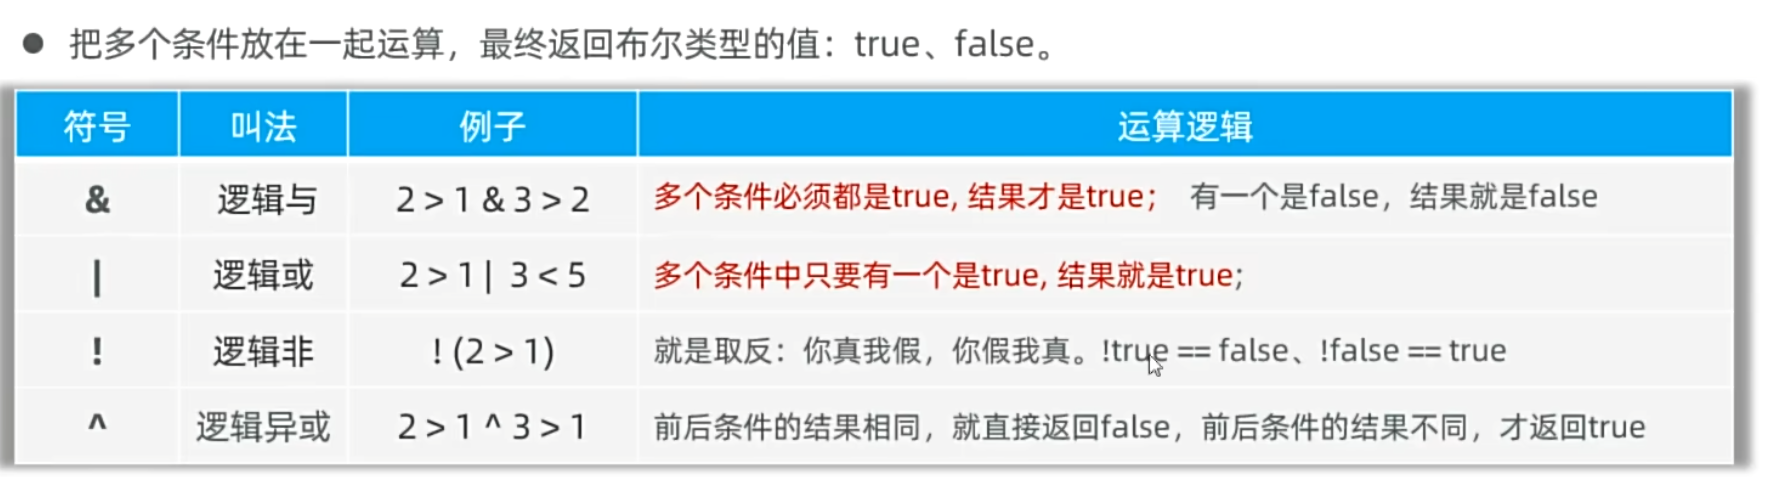 ● 把多个条件放在一起运算，最终返回布尔类型的值：true、false。
符号 叫法 例子 运算逻辑
& 逻辑与 2 > 1 & 3 > 2 多个条件必须都是true, 结果才是true； 有一个是false，结果就是false
| 逻辑或 2 > 1 | 3 < 5 多个条件中只要有一个是true, 结果就是true;
! 逻辑非 ! (2 > 1) 就是取反：你真我假，你假我真。!true == false、!false == true
^ 逻辑异或 2 > 1 ^ 3 > 1 前后条件的结果相同，就直接返回false，前后条件的结果不同，才返回true